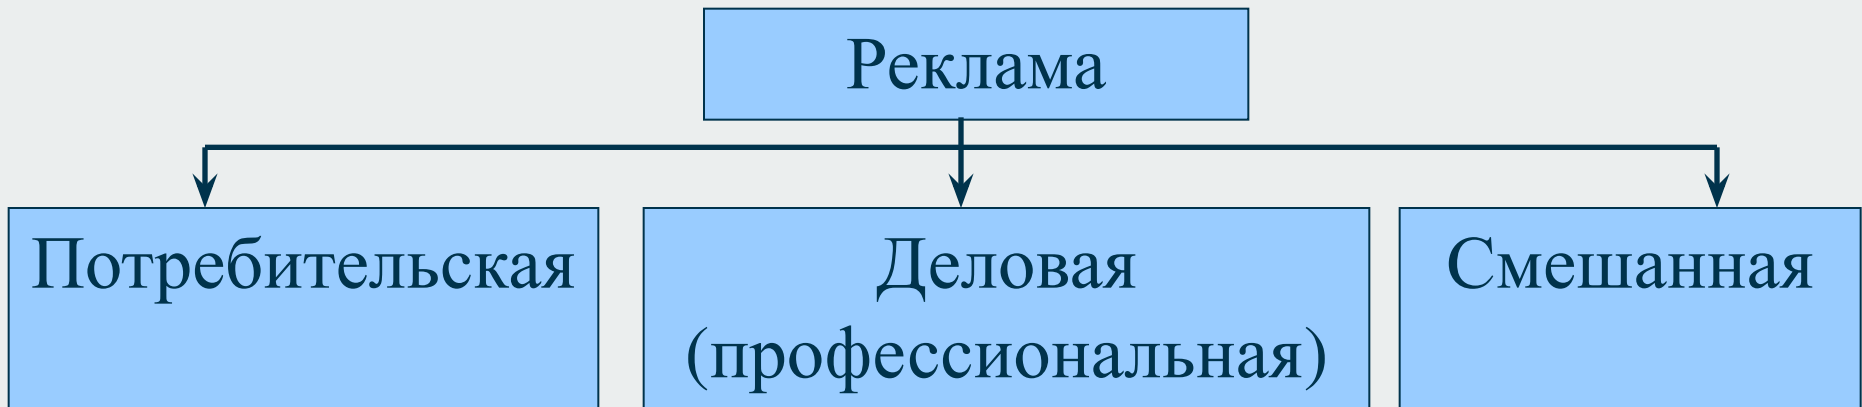 Реклама
Потребительская
Деловая
(профессиональная)
Смешанная